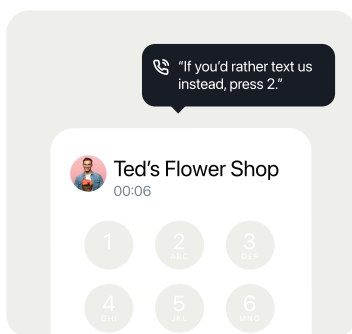 “If you’d rather text us
instead, press 2.”
Ted’s Flower Shop
00:06
1 2 3
ABC DEF
4 5 6
GHI JKL MNO